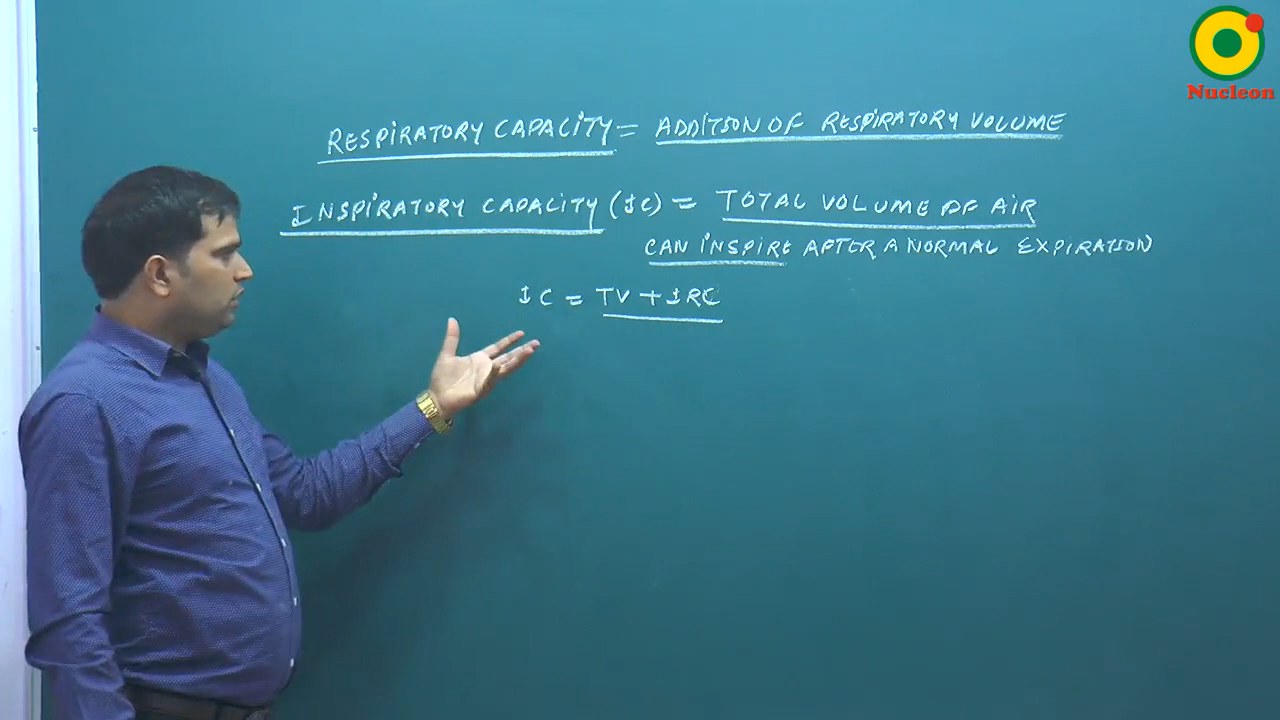 Nucleon
RESPIRATORY CAPACITY = ADDITION OF RESPIRATORY VOLUME
INSPIRATORY CAPACITY (IC) = TOTAL VOLUME OF AIR
CAN INSPIRE AFTER A NORMAL EXPIRATION
IC = TV + IRC